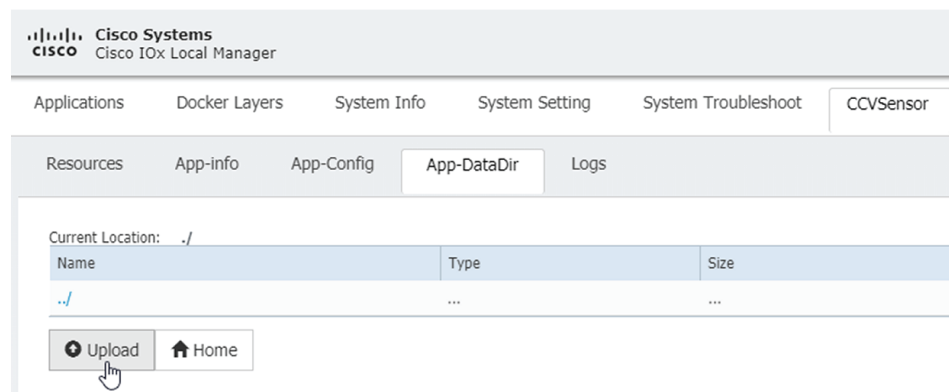 Cisco Systems
CISCO Cisco IOx Local Manager
Applications Docker Layers System Info System Setting System Troubleshoot CCVSensor
Resources App-info App-Config App-DataDir Logs
Current Location: ./
Name Type Size
../ ... ...
Upload Home